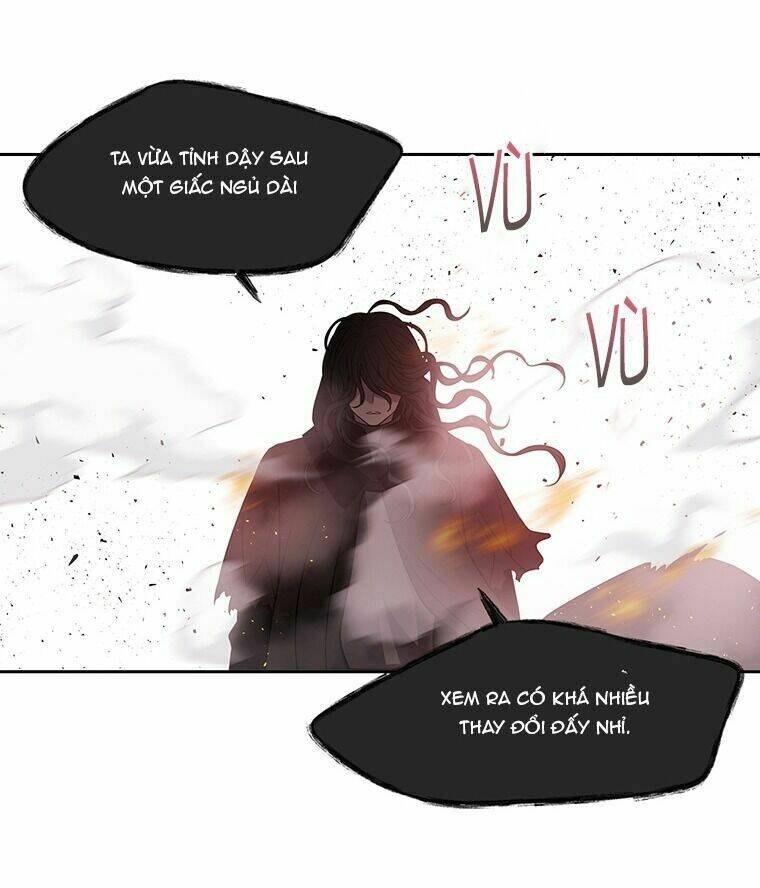 TA VỪA TỈNH DẬY SAU
MỘT GIẤC NGỦ DÀI
VÙ
VÙ
XEM RA CÓ KHÁ NHIỀU
THAY ĐỔI ĐẤY NHỈ.